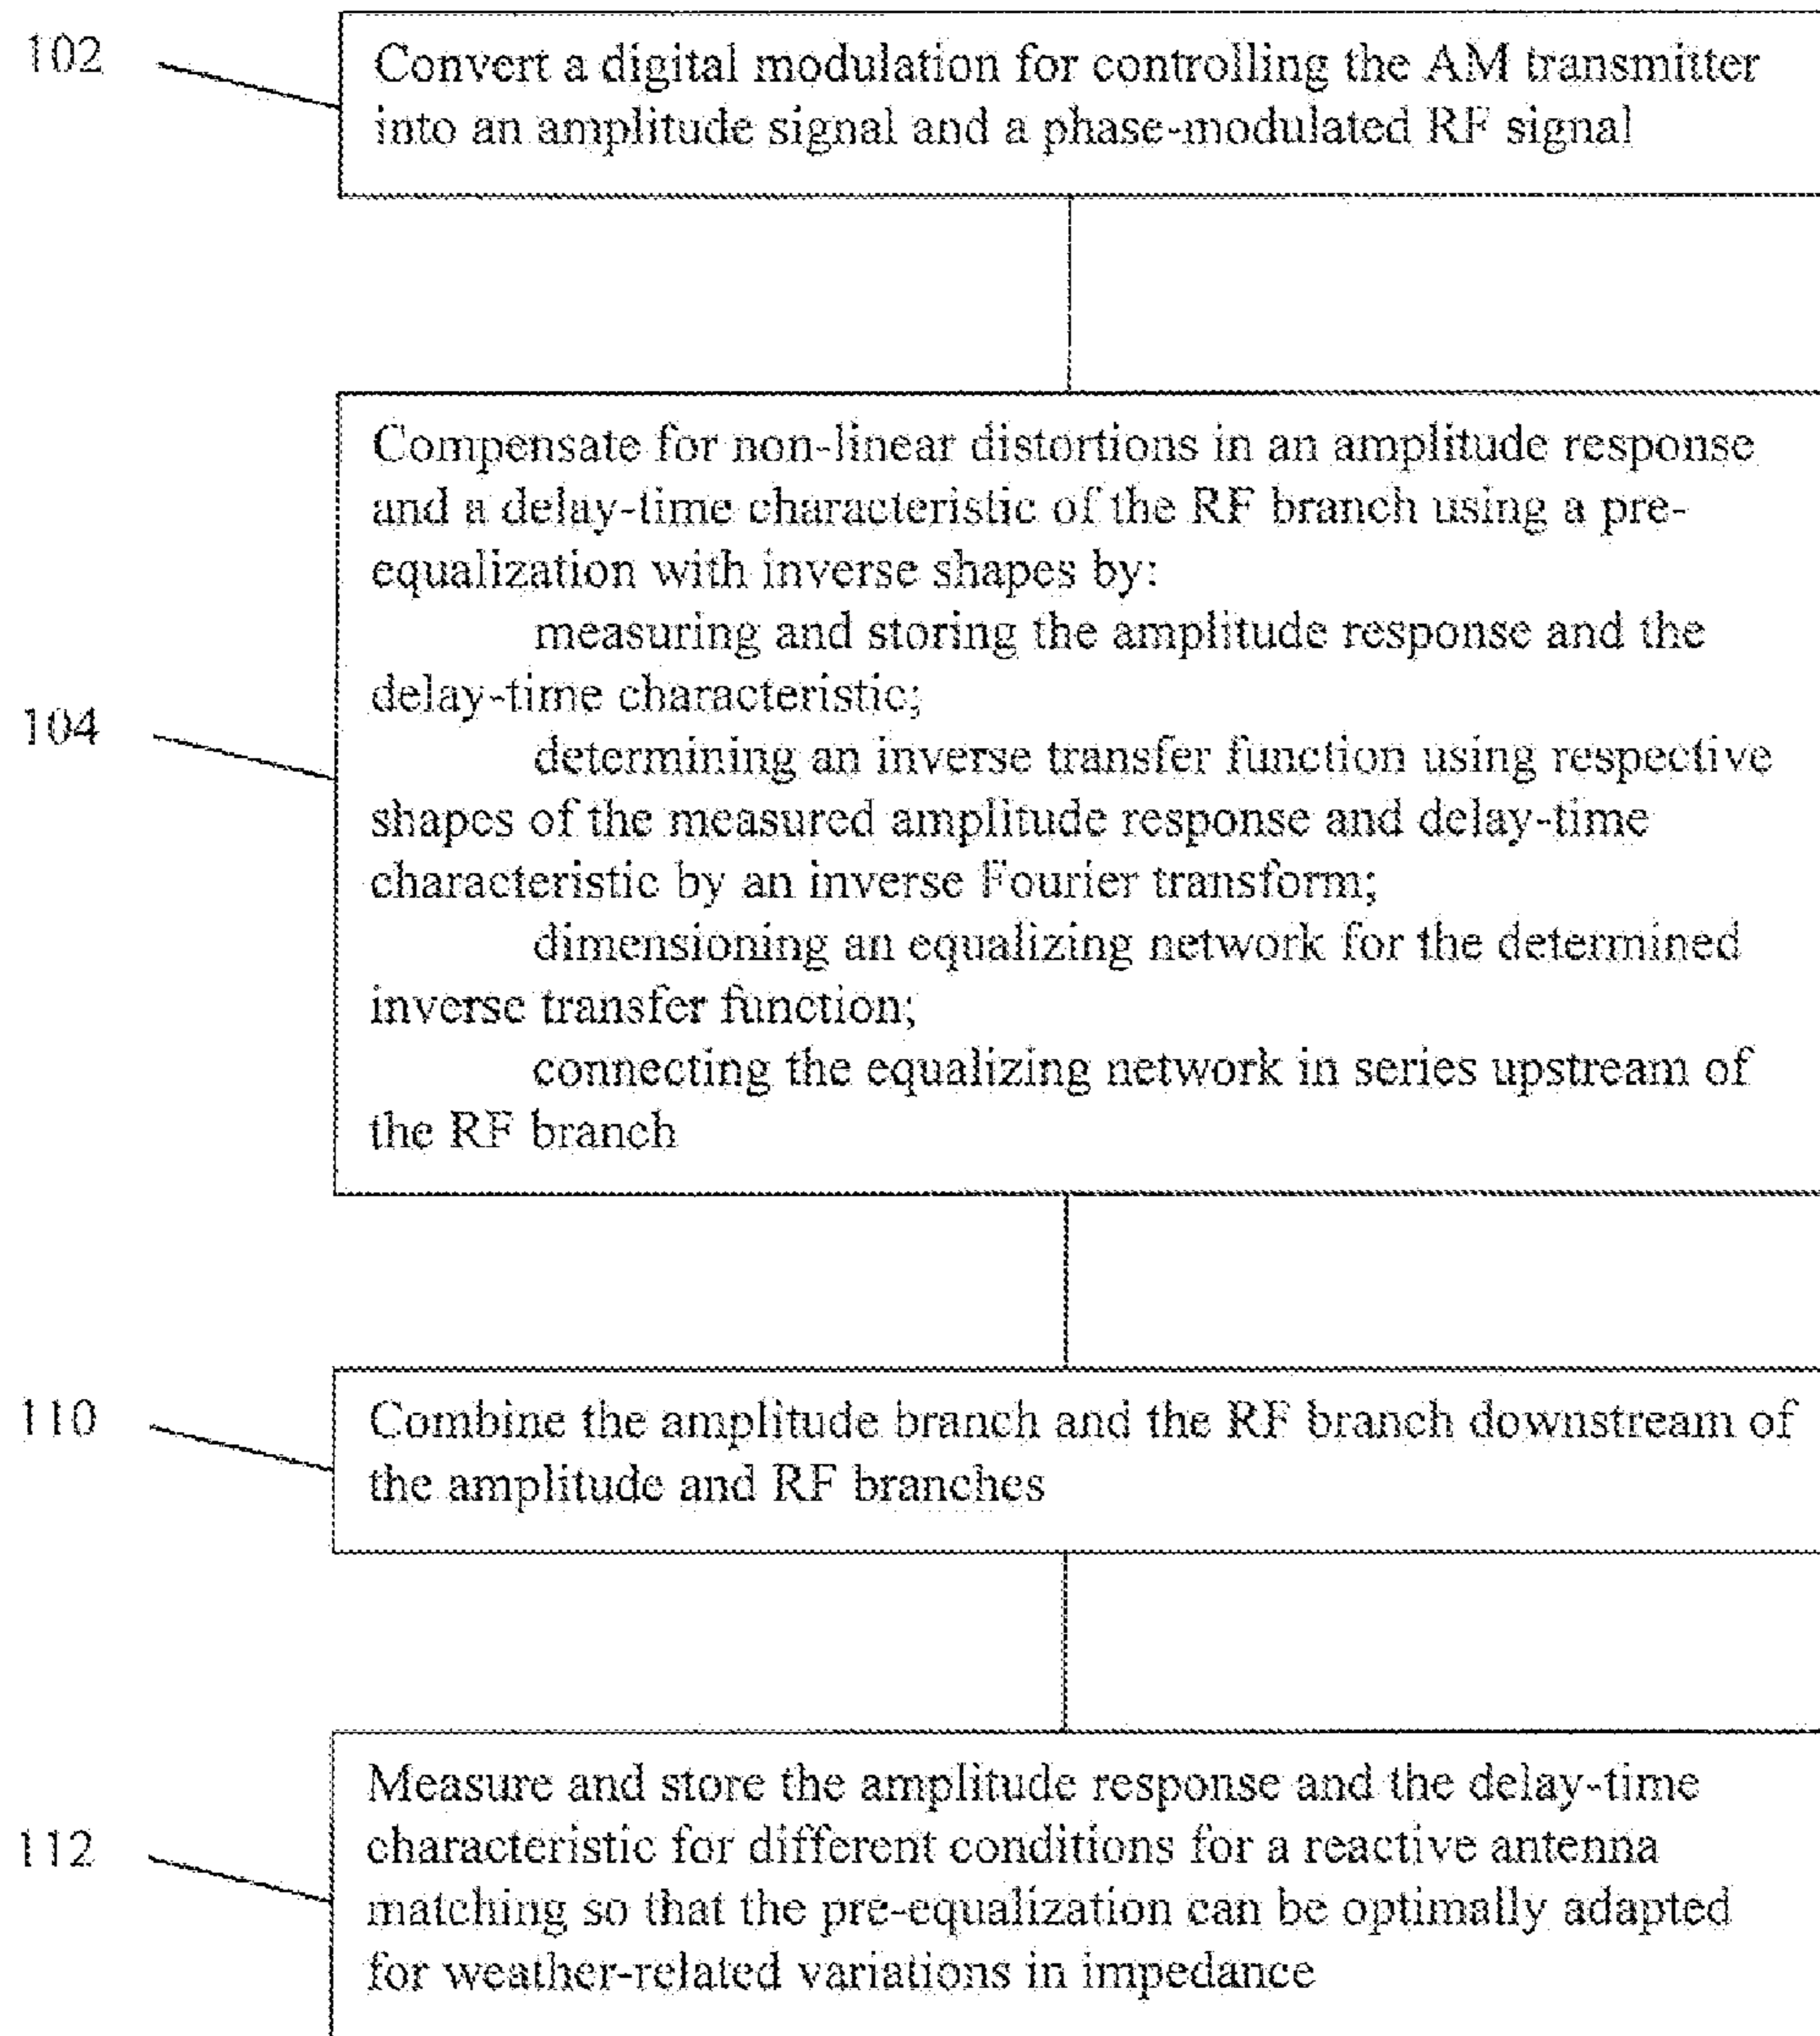 102
Convert a digital modulation for controlling the AM transmitter
into an amplitude signal and a phase-modulated RF signal
104
Compensate for non-linear distortions in an amplitude response
and a delay-time characteristic of the RF branch using a pre-
equalization with inverse shapes by:
measuring and storing the amplitude response and the
delay-time characteristic;
determining an inverse transfer function using respective
shapes of the measured amplitude response and delay-time
characteristic by an inverse Fourier transform;
dimensioning an equalizing network for the determined
inverse transfer function;
connecting the equalizing network in series upstream of
the RF branch
110
Combine the amplitude branch and the RF branch downstream of
the amplitude and RF branches
112
Measure and store the amplitude response and the delay-time
characteristic for different conditions for a reactive antenna
matching so that the pre-equalization can be optimally adapted
for weather-related variations in impedance